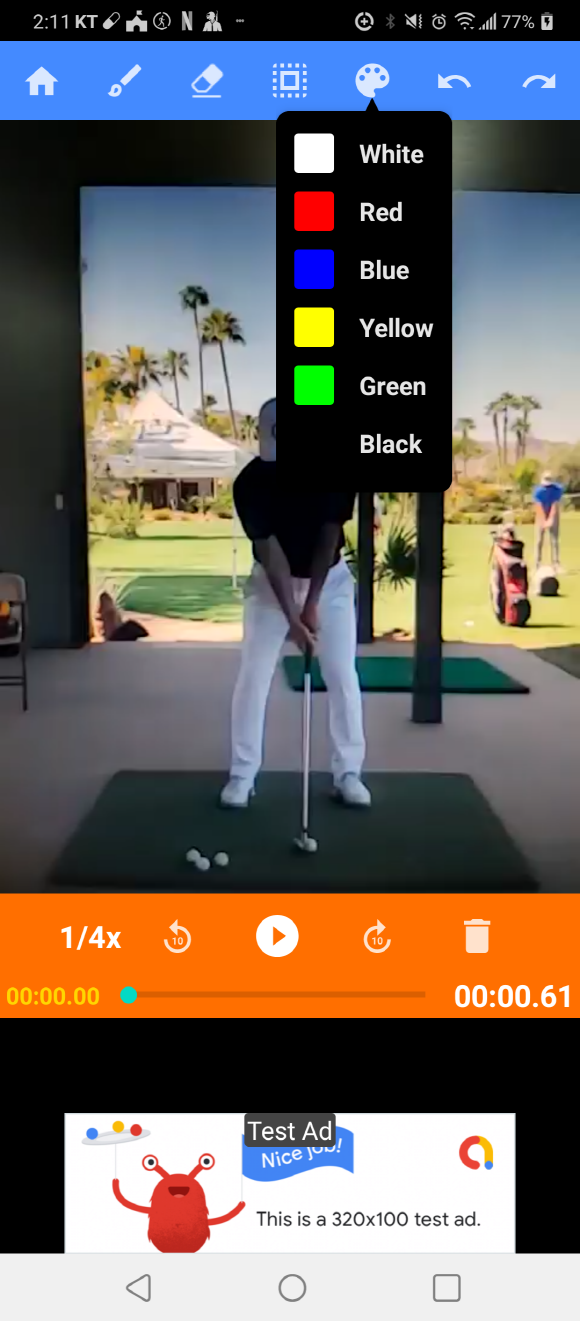 2:11 KT N 77%
White
Red
Blue
Yellow
Green
Black
1/4x
10
10
00:00.00
00:00.61
Test Ad
Nice job!
This is a 320x100 test ad.